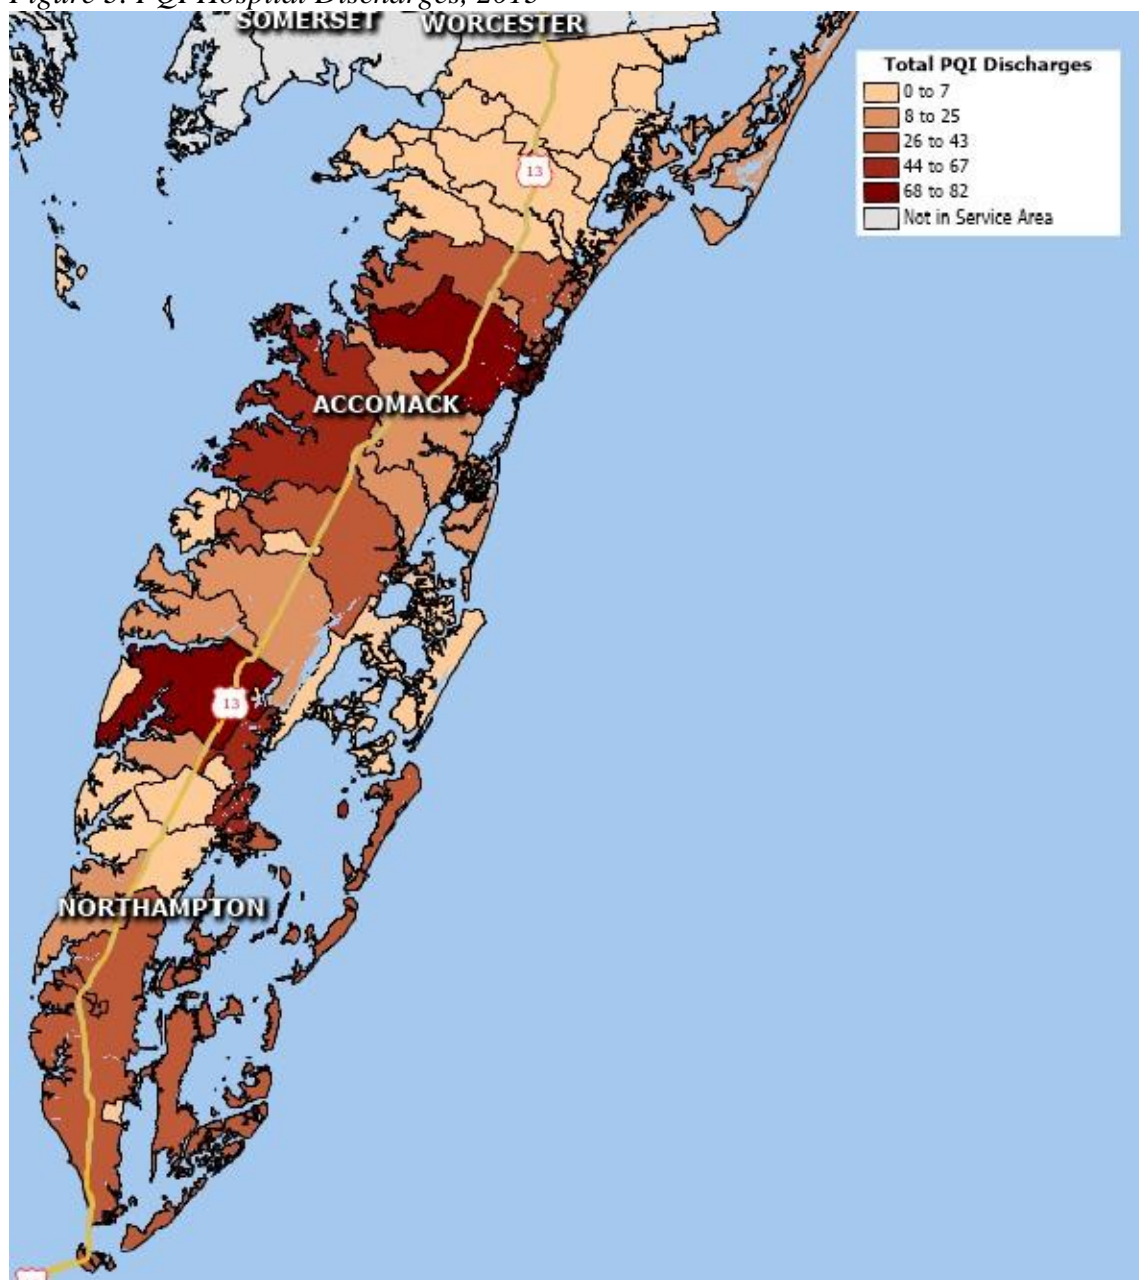 SOMERSET
WORCESTER
Total PQI Discharges
0 to 7
8 to 25
26 to 43
44 to 67
68 to 82
Not in Service Area
13
ACCOMACK
13
NORTHAMPTON